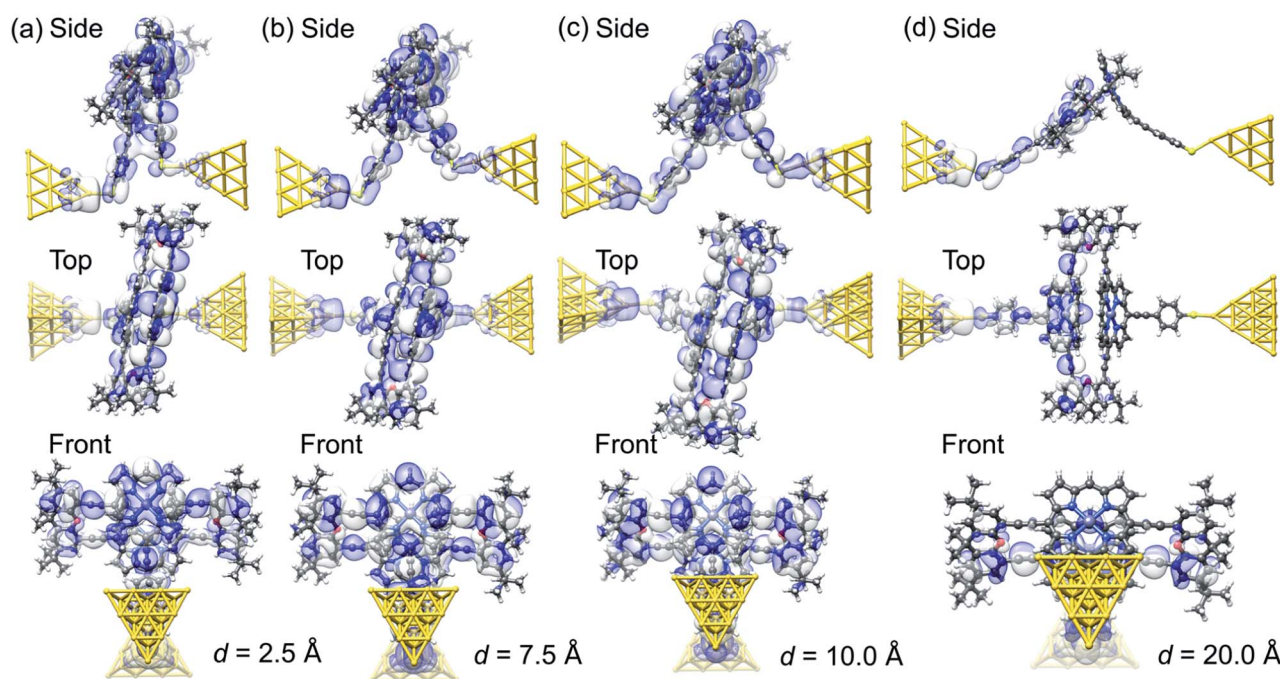 (a) Side
(b) Side
(c) Side
(d) Side
Top
Top
Top
Top
Front
Front
Front
Front
d = 2.5 Å
d = 7.5 Å
d = 10.0 Å
d = 20.0 Å